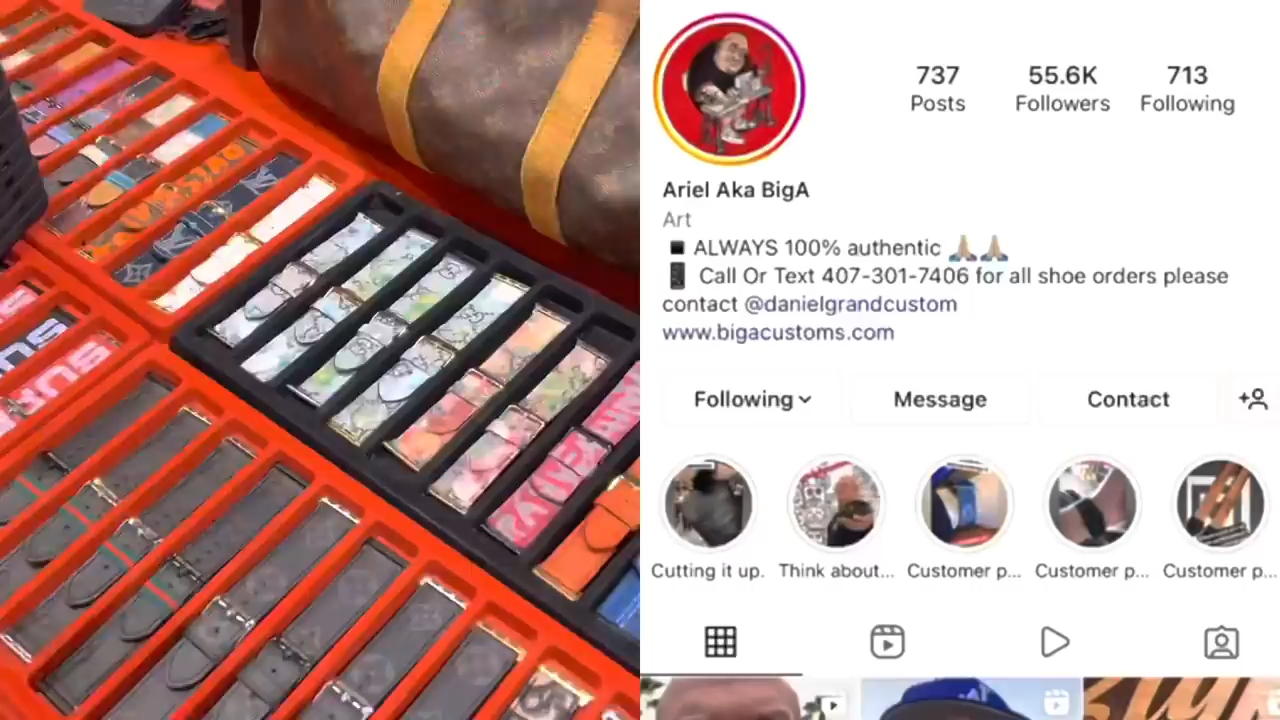 737
Posts
55.6K
Followers
713
Following
Ariel Aka BigA
Art
ALWAYS 100% authentic 🙏🙏
Call Or Text 407-301-7406 for all shoe orders please
contact @danielgrandcustom
www.bigacustoms.com
Following
Message
Contact
Cutting it up.
Think about...
Customer p...
Customer p...
Customer p...